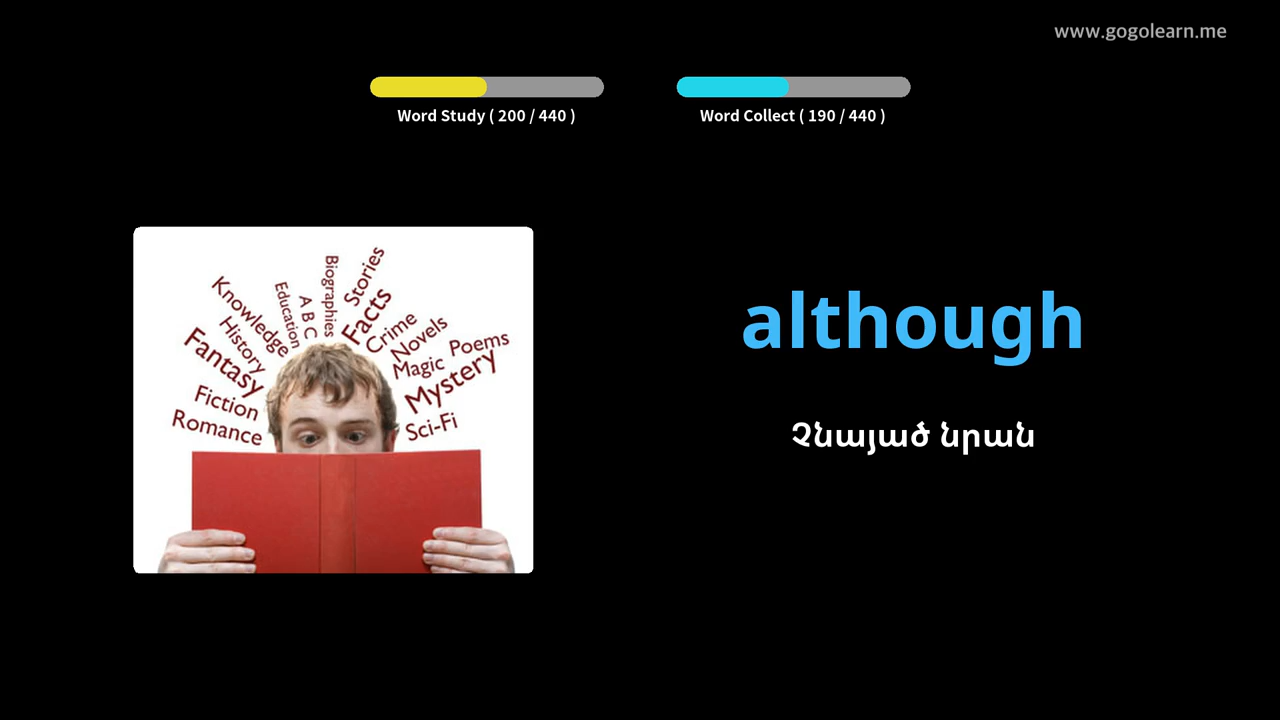 www.gogolearn.me
Word Study ( 200 / 440 )
Word Collect ( 190 / 440 )
Biographies
Stories
Education
A B C
Facts
Knowledge
Crime
History
Novels
Fantasy
Magic
Poems
Mystery
Fiction
Romance
Sci-Fi
although
Չնայած նրան